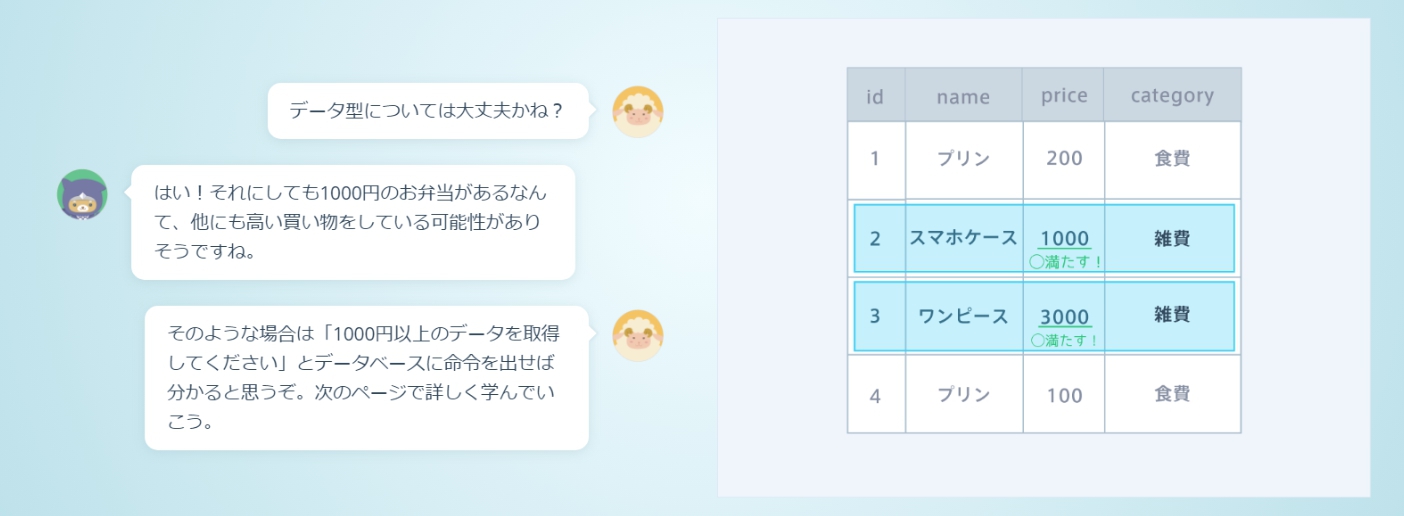 データ型については大丈夫かね？
はい！それにしても1000円のお弁当があるなん
て、他にも高い買い物をしている可能性があり
そうですね。
そのような場合は「1000円以上のデータを取得
してください」とデータベースに命令を出せば
分かると思うぞ。次のページで詳しく学んでい
こう。
id name price category
1 プリン 200 食費
2 スマホケース 1000 雑費
○満たす！
3 ワンピース 3000 雑費
○満たす！
4 プリン 100 食費